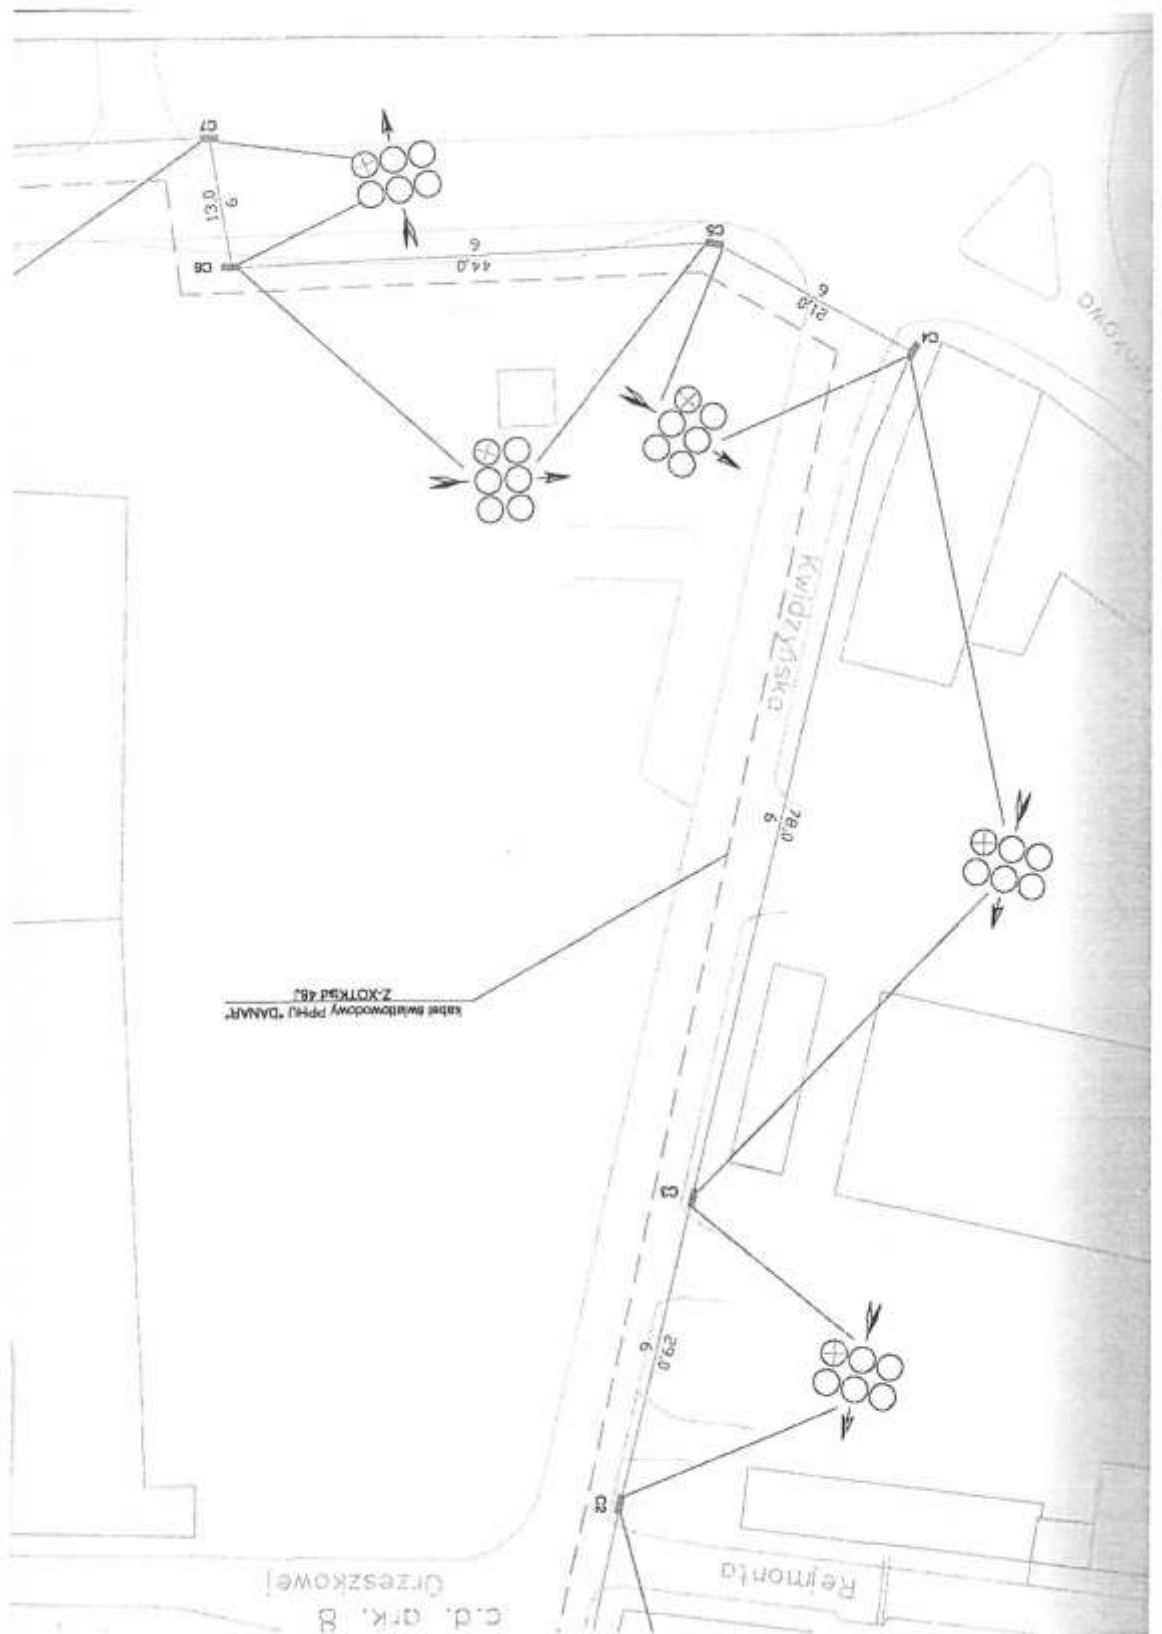 c.d. ark. 8
Orzeszkowej
Rejmonta
C2
29,0
6
C3
kabel światłowodowy PPHU "DANAR"
Z-XOTKtsd 48J
78,0
6
Kwidzyńska
C4
21,0
6
C5
44,0
6
C6
13,0
6
C7